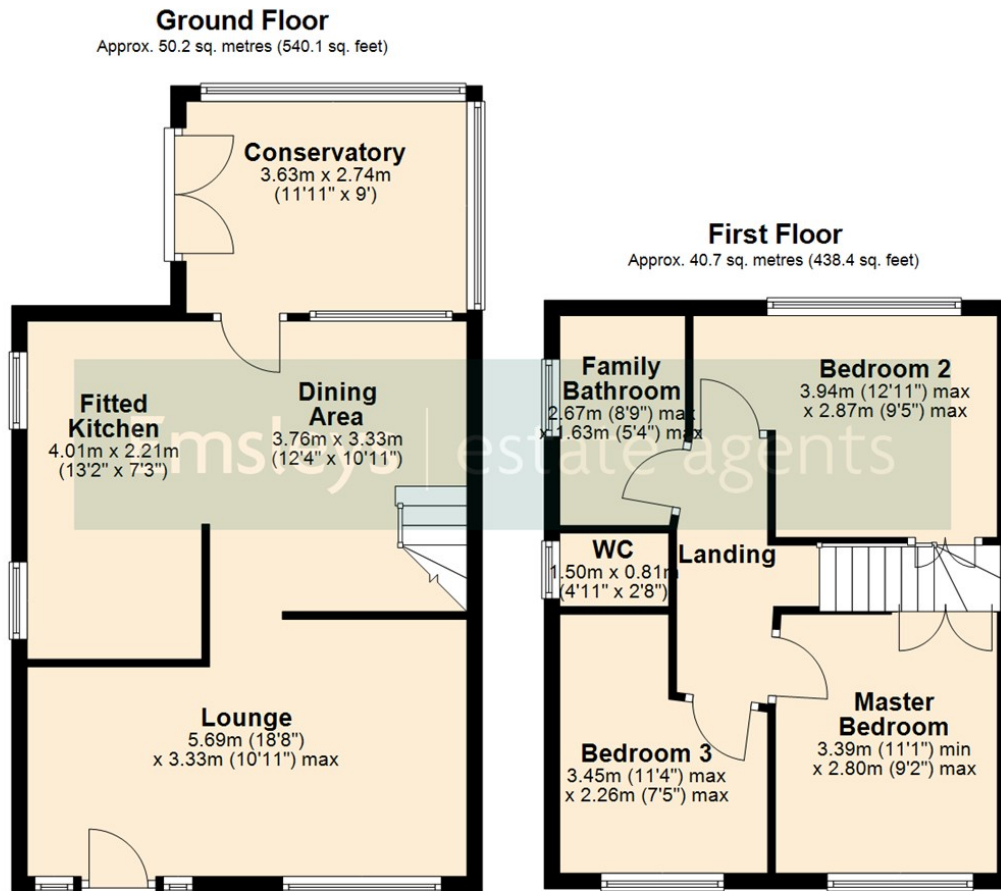 Ground Floor
Approx. 50.2 sq. metres (540.1 sq. feet)
Conservatory
3.63m x 2.74m
(11'11" x 9')
Fitted
Kitchen
4.01m x 2.21m
(13'2" x 7'3")
Dining
Area
3.76m x 3.33m
(12'4" x 10'11")
Lounge
5.69m (18'8")
x 3.33m (10'11") max
First Floor
Approx. 40.7 sq. metres (438.4 sq. feet)
Family
Bathroom
2.67m (8'9") max
x 1.63m (5'4") max
Bedroom 2
3.94m (12'11") max
x 2.87m (9'5") max
WC
1.50m x 0.81m
(4'11" x 2'8")
Landing
Bedroom 3
3.45m (11'4") max
x 2.26m (7'5") max
Master
Bedroom
3.39m (11'1") min
x 2.80m (9'2") max
Emsleys | estate agents